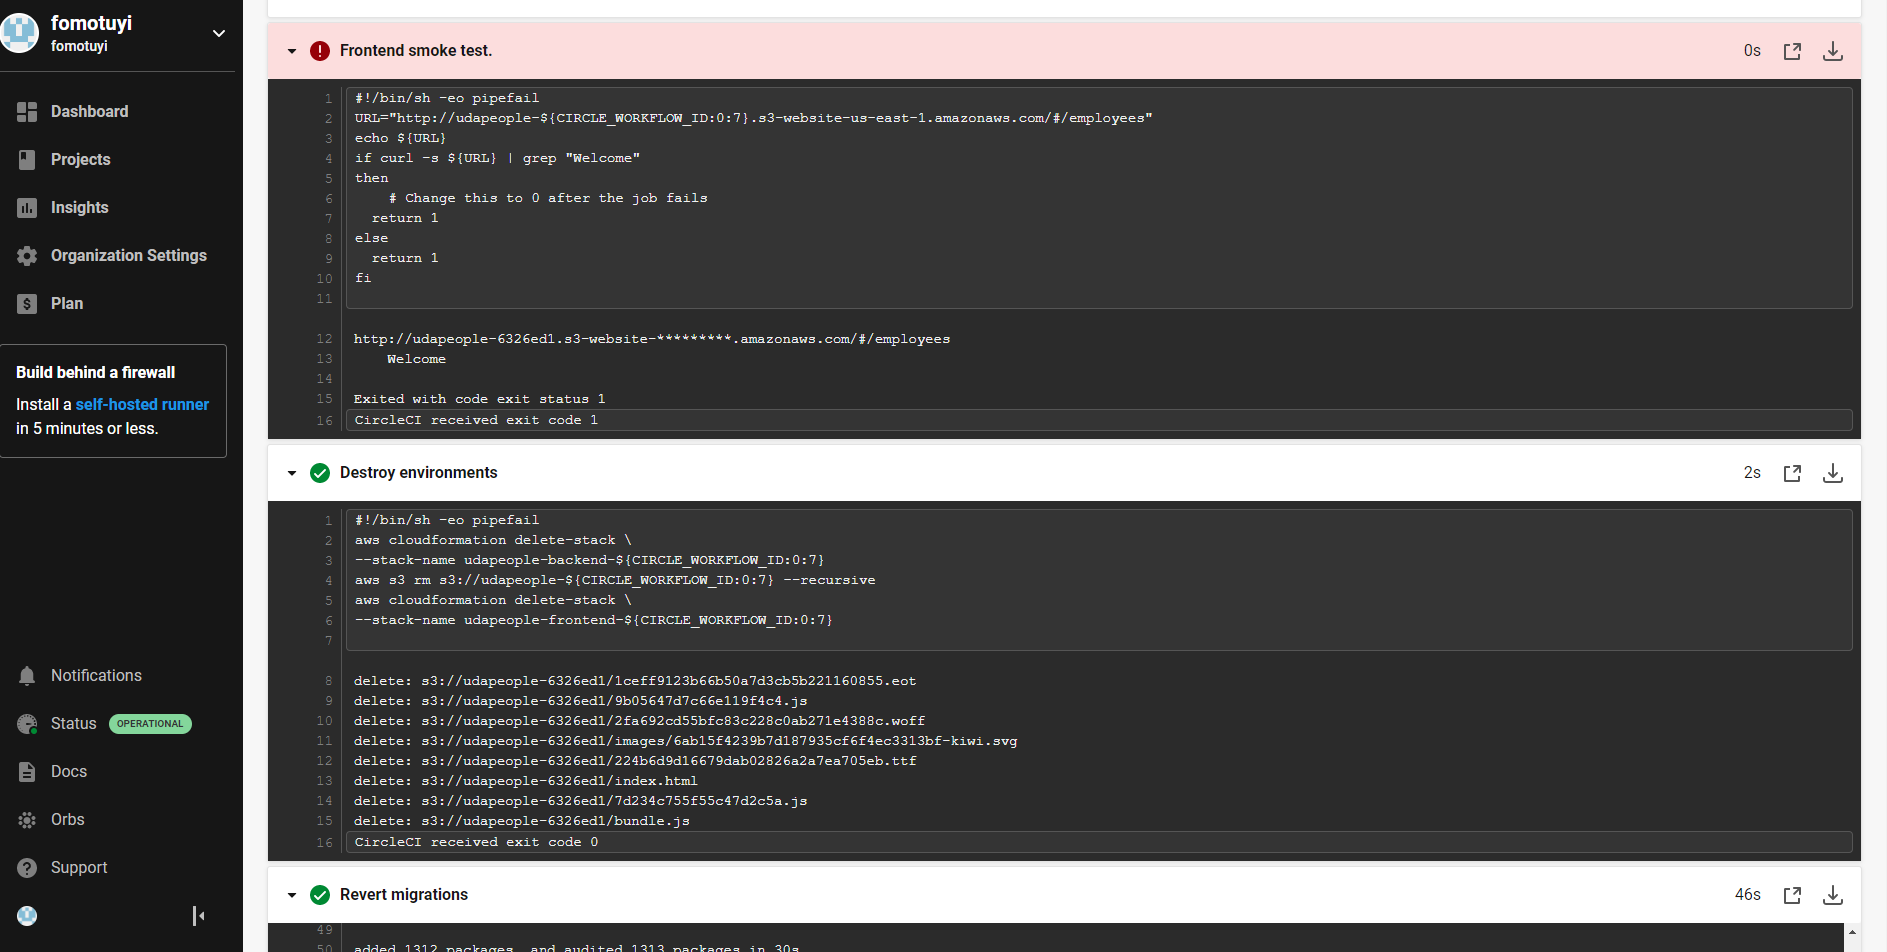 fomotuyi
fomotuyi
Dashboard
Projects
Insights
Organization Settings
Plan
Build behind a firewall
Install a self-hosted runner
in 5 minutes or less.
Notifications
Status OPERATIONAL
Docs
Orbs
Support
Frontend smoke test.
0s
1 #!/bin/sh -eo pipefail
2 URL="http://udapeople-${CIRCLE_WORKFLOW_ID:0:7}.s3-website-us-east-1.amazonaws.com/#/employees"
3 echo ${URL}
4 if curl -s ${URL} | grep "Welcome"
5 then
6     # Change this to 0 after the job fails
7   return 1
8 else
9   return 1
10 fi
11
12 http://udapeople-6326ed1.s3-website-*********.amazonaws.com/#/employees
13     Welcome
14
15 Exited with code exit status 1
16 CircleCI received exit code 1
Destroy environments
2s
1 #!/bin/sh -eo pipefail
2 aws cloudformation delete-stack \
3 --stack-name udapeople-backend-${CIRCLE_WORKFLOW_ID:0:7}
4 aws s3 rm s3://udapeople-${CIRCLE_WORKFLOW_ID:0:7} --recursive
5 aws cloudformation delete-stack \
6 --stack-name udapeople-frontend-${CIRCLE_WORKFLOW_ID:0:7}
7
8 delete: s3://udapeople-6326ed1/1ceff9123b66b50a7d3cb5b221160855.eot
9 delete: s3://udapeople-6326ed1/9b05647d7c66e119f4c4.js
10 delete: s3://udapeople-6326ed1/2fa692cd55bfc83c228c0ab271e4388c.woff
11 delete: s3://udapeople-6326ed1/images/6ab15f4239b7d187935cf6f4ec3313bf-kiwi.svg
12 delete: s3://udapeople-6326ed1/224b6d9d16679dab02826a2a7ea705eb.ttf
13 delete: s3://udapeople-6326ed1/index.html
14 delete: s3://udapeople-6326ed1/7d234c755f55c47d2c5a.js
15 delete: s3://udapeople-6326ed1/bundle.js
16 CircleCI received exit code 0
Revert migrations
46s
49
50 added 1312 packages, and audited 1313 packages in 30s